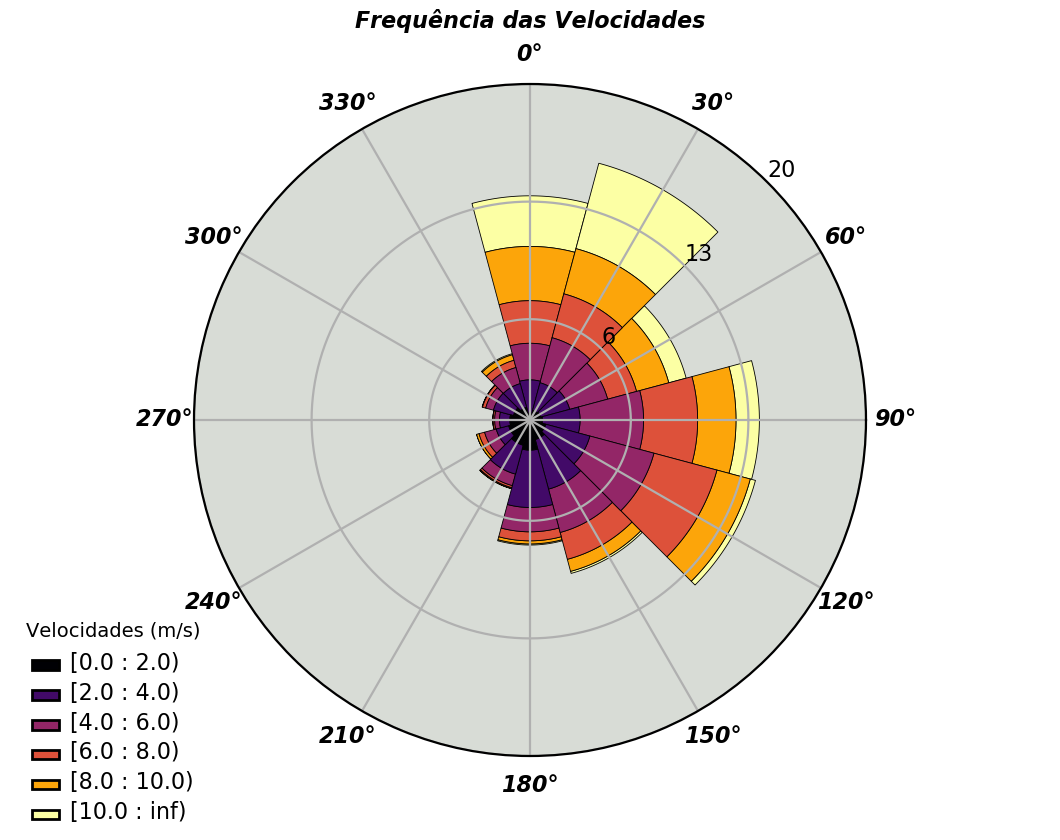 Frequência das Velocidades
0°
330°
30°
20
300°
60°
13
6
270°
90°
240°
120°
210°
150°
180°
Velocidades (m/s)
[0.0 : 2.0)
[2.0 : 4.0)
[4.0 : 6.0)
[6.0 : 8.0)
[8.0 : 10.0)
[10.0 : inf)